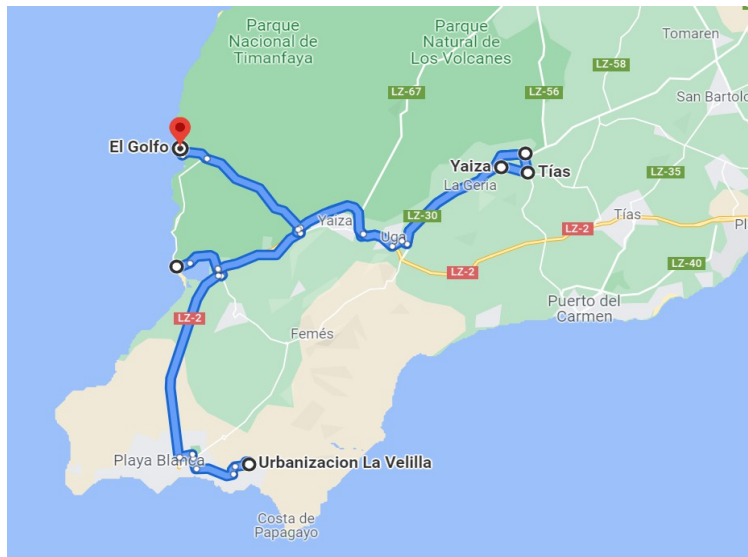 Parque
Nacional de
Timanfaya
Parque
Natural de
Los Volcanes
Tomaren
LZ-58
LZ-67
LZ-56
San Bartolo
El Golfo
Yaiza
Tías
La Geria
LZ-35
LZ-30
Yaiza
Uga
Tías
LZ-2
Pl
LZ-2
LZ-40
Puerto del
Carmen
LZ-2
Femés
Playa Blanca
Urbanizacion La Velilla
Costa de
Papagayo